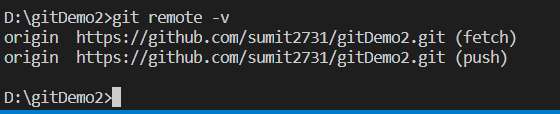 D:\gitDemo2>git remote -v
origin  https://github.com/sumit2731/gitDemo2.git (fetch)
origin  https://github.com/sumit2731/gitDemo2.git (push)
D:\gitDemo2>